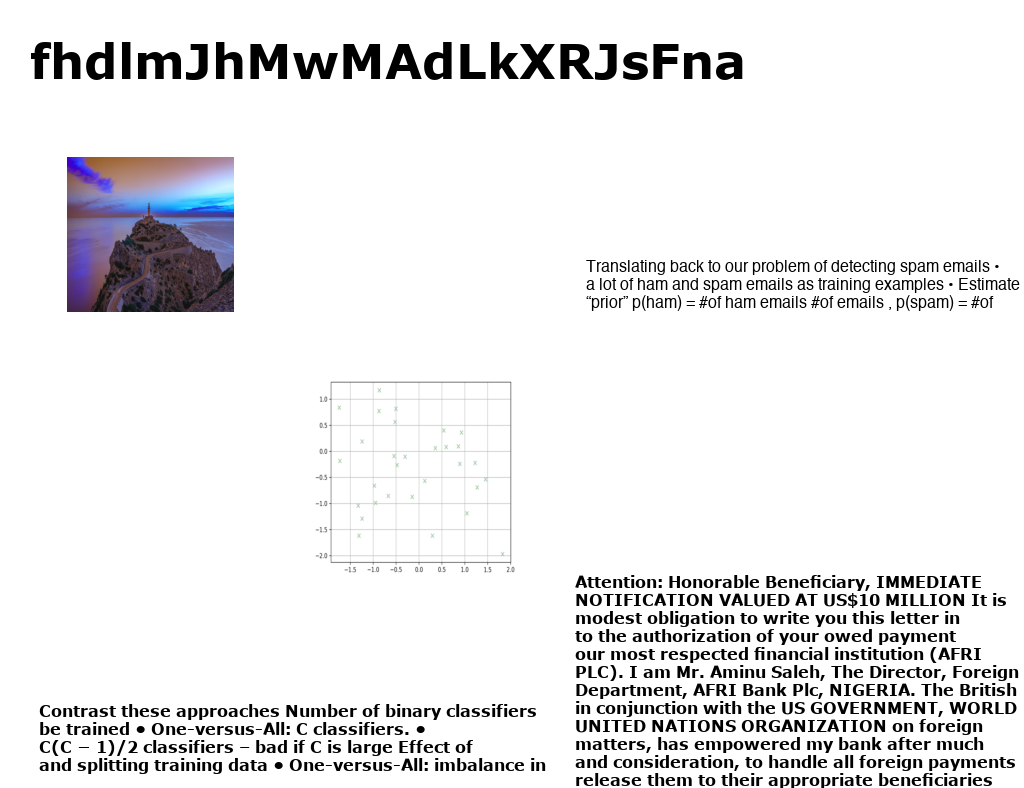 fhdlmJhMwMAdLkXRJsFna
Translating back to our problem of detecting spam emails •
a lot of ham and spam emails as training examples • Estimate
“prior” p(ham) = #of ham emails #of emails , p(spam) = #of
1.0
0.5
0.0
−0.5
−1.0
−1.5
−2.0
−1.5 −1.0 −0.5 0.0 0.5 1.0 1.5 2.0
Attention: Honorable Beneficiary, IMMEDIATE
NOTIFICATION VALUED AT US$10 MILLION It is
modest obligation to write you this letter in
to the authorization of your owed payment
our most respected financial institution (AFRI
PLC). I am Mr. Aminu Saleh, The Director, Foreign
Department, AFRI Bank Plc, NIGERIA. The British
in conjunction with the US GOVERNMENT, WORLD
UNITED NATIONS ORGANIZATION on foreign
matters, has empowered my bank after much
and consideration, to handle all foreign payments
release them to their appropriate beneficiaries
Contrast these approaches Number of binary classifiers
be trained • One-versus-All: C classifiers. •
C(C − 1)/2 classifiers – bad if C is large Effect of
and splitting training data • One-versus-All: imbalance in